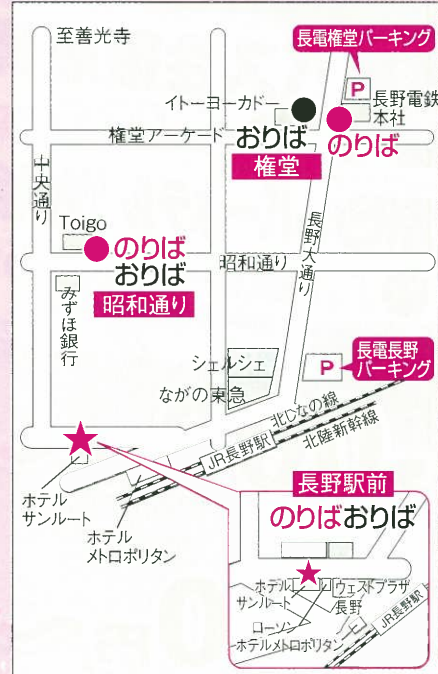 至善光寺
長電権堂パーキング
P
長野電鉄
本社
イトーヨーカドー
おりば
権堂
のりば
権堂アーケード
中央通り
長野大通り
Toigo
のりば
おりば
昭和通り
昭和通り
みずほ銀行
シェルシェ
ながの東急
P
長電長野
パーキング
北しなの線
北陸新幹線
JR長野駅
ホテル
サンルート
ホテル
メトロポリタン
長野駅前
のりばおりば
ホテル
サンルート
ウェストプラザ
長野
ローソン
ホテルメトロポリタン
JR長野駅